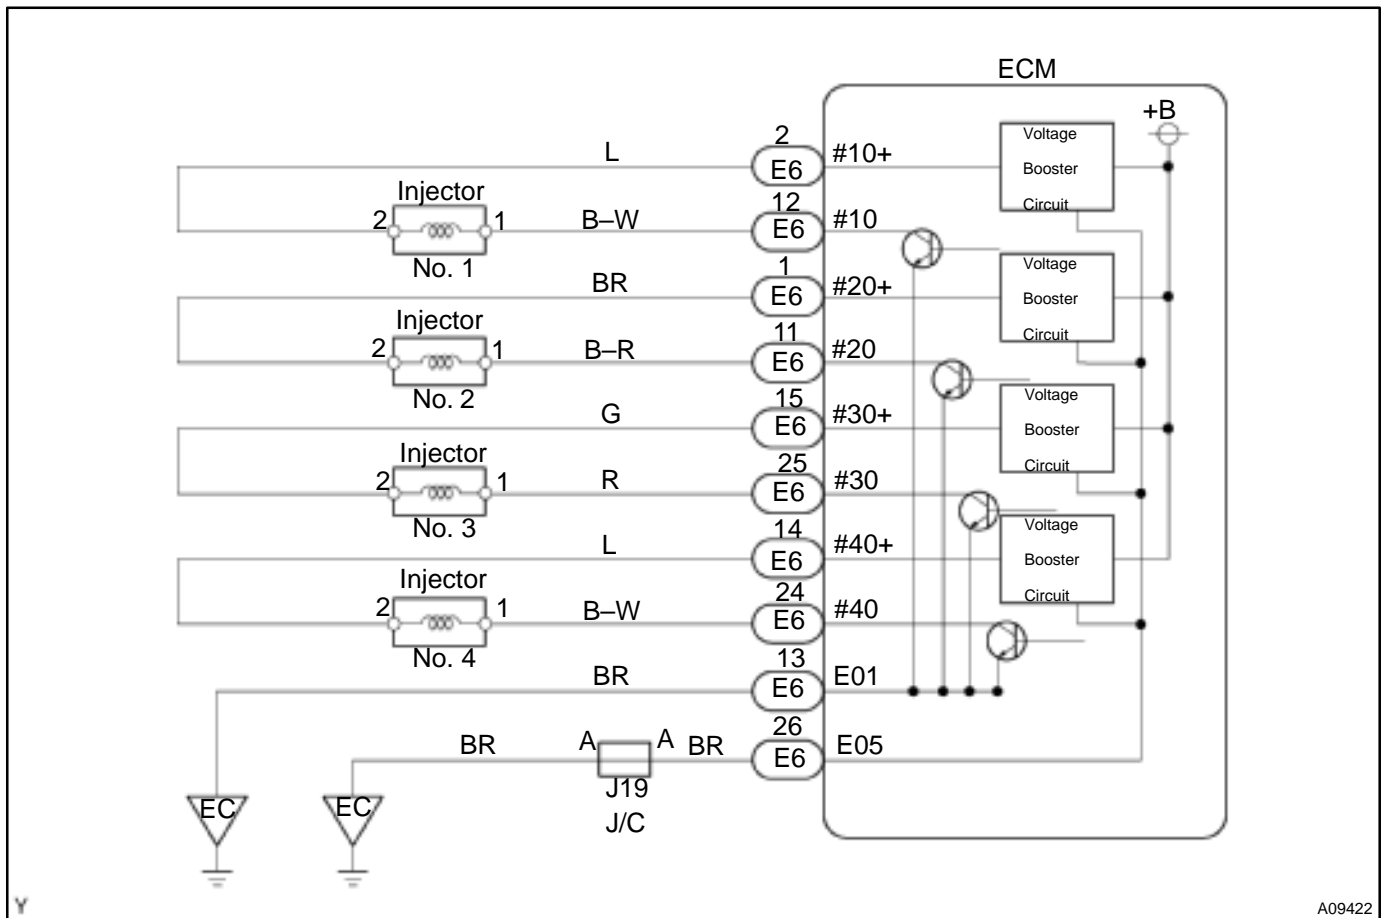 ECM
+B
2
L
E6
#10+
Voltage
Booster
Circuit
Injector
12
2
1
B–W
E6
#10
No. 1
1
BR
E6
#20+
Voltage
Booster
Circuit
Injector
11
2
1
B–R
E6
#20
No. 2
15
G
E6
#30+
Voltage
Booster
Circuit
Injector
25
2
1
R
E6
#30
No. 3
14
L
E6
#40+
Voltage
Booster
Circuit
Injector
24
2
1
B–W
E6
#40
No. 4
13
BR
E6
E01
26
BR
A
A
BR
E6
E05
J19
J/C
EC
EC
Y
A09422